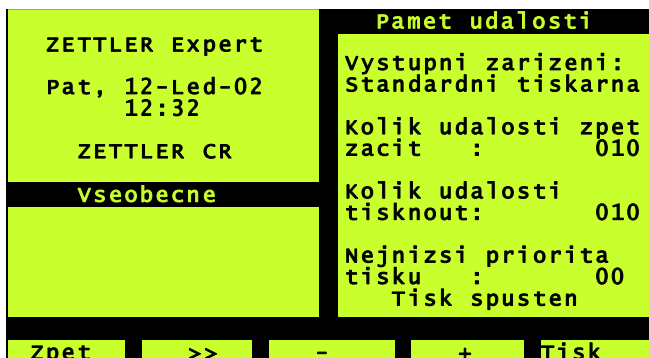 ZETTLER Expert
Pat, 12-Led-02
12:32
ZETTLER CR
Vseobecne
Pamet udalosti
Vystupni zarizeni:
Standardni tiskarna
Kolik udalosti zpet
zacit : 010
Kolik udalosti
tisknout: 010
Nejnizsi priorita
tisku : 00
Tisk spusten
Zpet >> - + Tisk